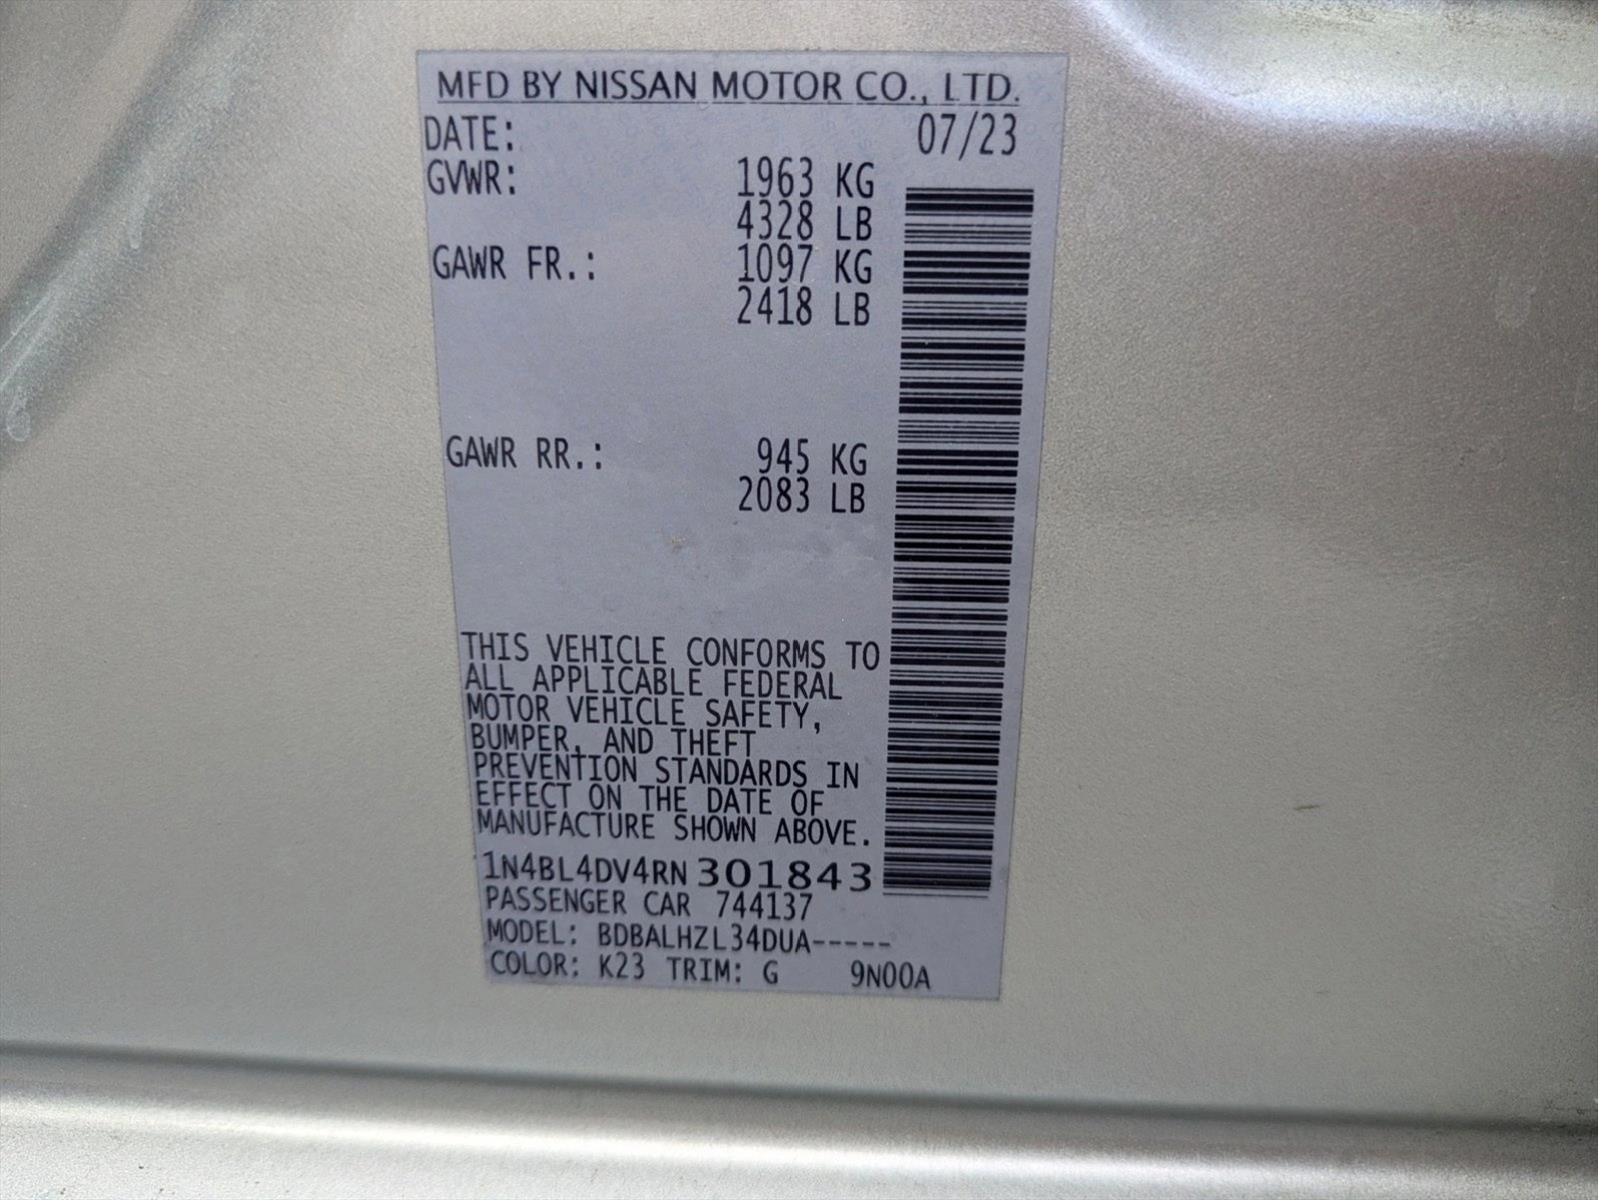 MFD BY NISSAN MOTOR CO., LTD.
DATE: 07/23
GVWR: 1963 KG
4328 LB
GAWR FR.: 1097 KG
2418 LB
GAWR RR.: 945 KG
2083 LB
THIS VEHICLE CONFORMS TO
ALL APPLICABLE FEDERAL
MOTOR VEHICLE SAFETY,
BUMPER, AND THEFT
PREVENTION STANDARDS IN
EFFECT ON THE DATE OF
MANUFACTURE SHOWN ABOVE.
1N4BL4DV4RN301843
PASSENGER CAR 744137
MODEL: BDBALHZL34DUA-----
COLOR: K23 TRIM: G 9N00A